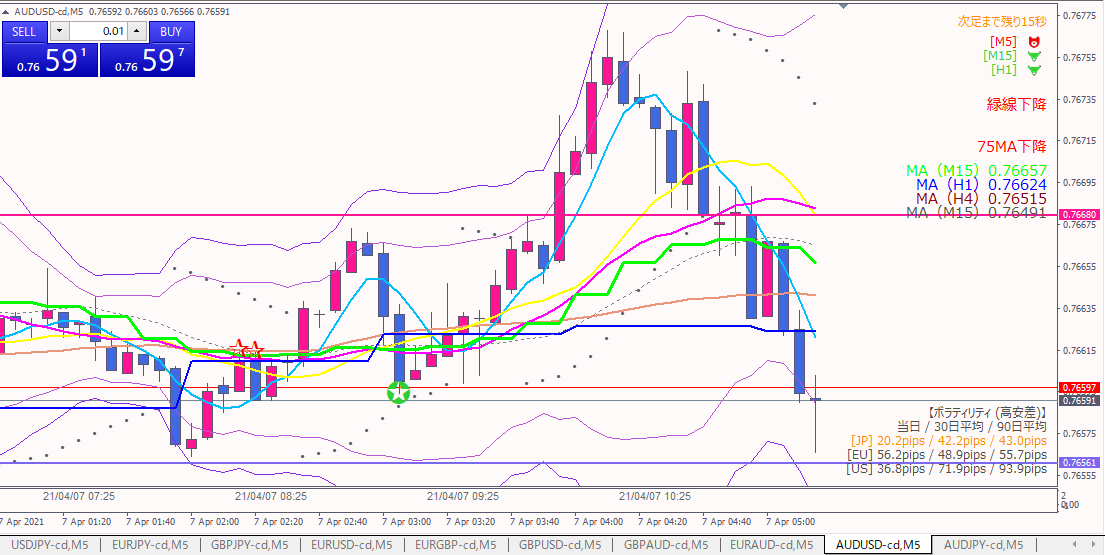 AUDUSD-cd,M5 0.76592 0.76603 0.76566 0.76591
SELL 0.01 BUY
0.76 59 1 0.76 59 7
次足まで残り15秒
[M5]
[M15]
[H1]
緑線下降
75MA下降
MA（M15）0.76657
MA（H1）0.76624
MA（H4）0.76515
MA（M15）0.76491
【ボラティリティ (高安差)】
当日 / 30日平均 / 90日平均
[JP] 20.2pips / 42.2pips / 43.0pips
[EU] 56.2pips / 48.9pips / 55.7pips
[US] 36.8pips / 71.9pips / 93.9pips
0.76775
0.76755
0.76735
0.76715
0.76695
0.76680
0.76675
0.76655
0.76635
0.76615
0.76597
0.76591
0.76575
0.76561
0.76555
21/04/07 07:25 21/04/07 08:25 21/04/07 09:25 21/04/07 10:25
7 Apr 2021 7 Apr 01:20 7 Apr 01:40 7 Apr 02:00 7 Apr 02:20 7 Apr 02:40 7 Apr 03:00 7 Apr 03:20 7 Apr 03:40 7 Apr 04:00 7 Apr 04:20 7 Apr 04:40 7 Apr 05:00
USDJPY-cd,M5 EURJPY-cd,M5 GBPJPY-cd,M5 EURUSD-cd,M5 EURGBP-cd,M5 GBPUSD-cd,M5 GBPAUD-cd,M5 EURAUD-cd,M5 AUDUSD-cd,M5 AUDJPY-cd,M5